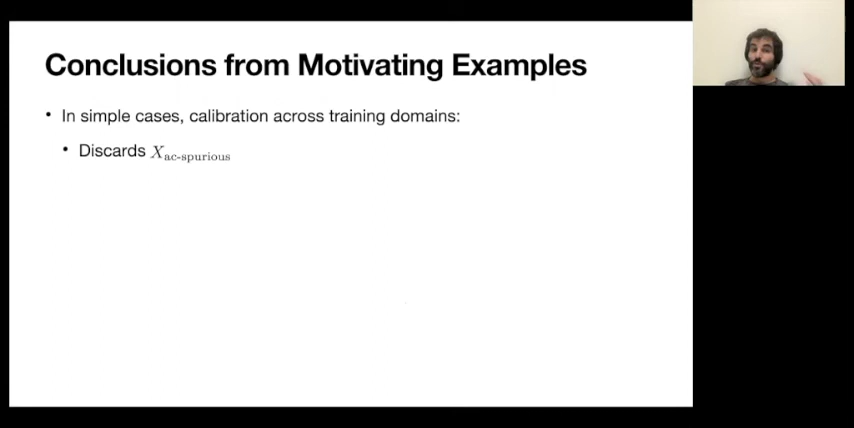 Conclusions from Motivating Examples
• In simple cases, calibration across training domains:
• Discards X_ac-spurious